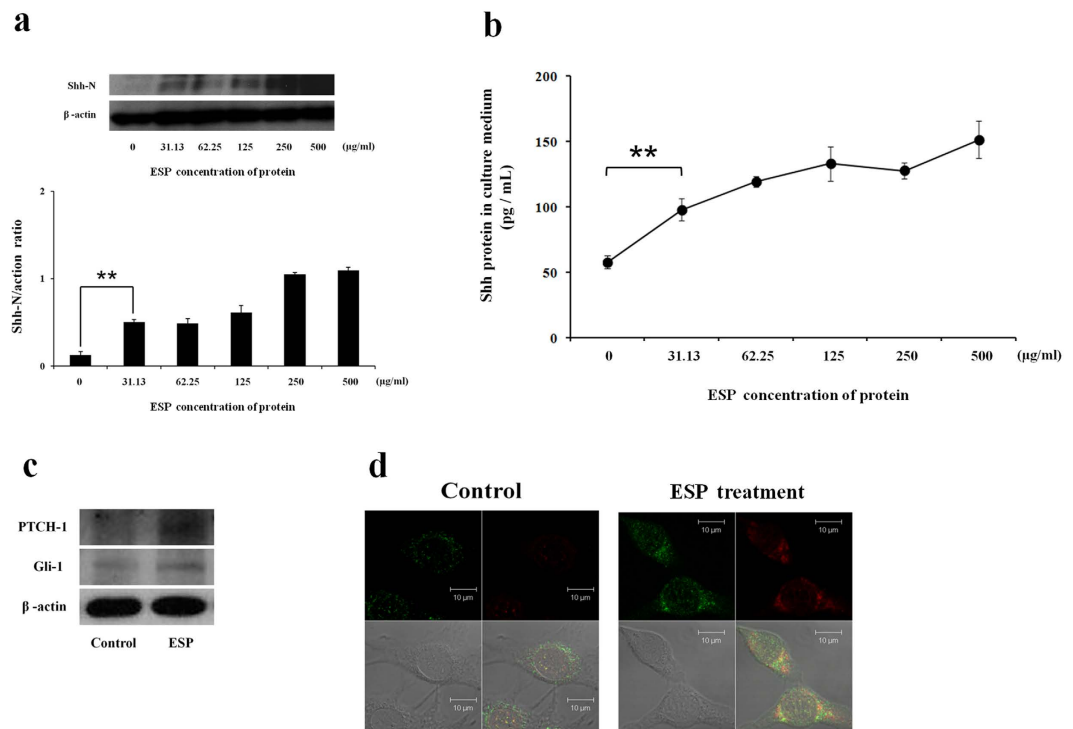 a
Shh-N
β -actin
0 31.13 62.25 125 250 500 (μg/ml)
ESP concentration of protein
Shh-N/action ratio
2
1
0
**
0 31.13 62.25 125 250 500 (μg/ml)
ESP concentration of protein
b
Shh protein in culture medium
(pg / mL)
200
150
100
50
0
**
0 31.13 62.25 125 250 500 (μg/ml)
ESP concentration of protein
c
PTCH-1
Gli-1
β -actin
Control ESP
d
Control
10 μm 10 μm
10 μm 10 μm
ESP treatment
10 μm 10 μm
10 μm 10 μm